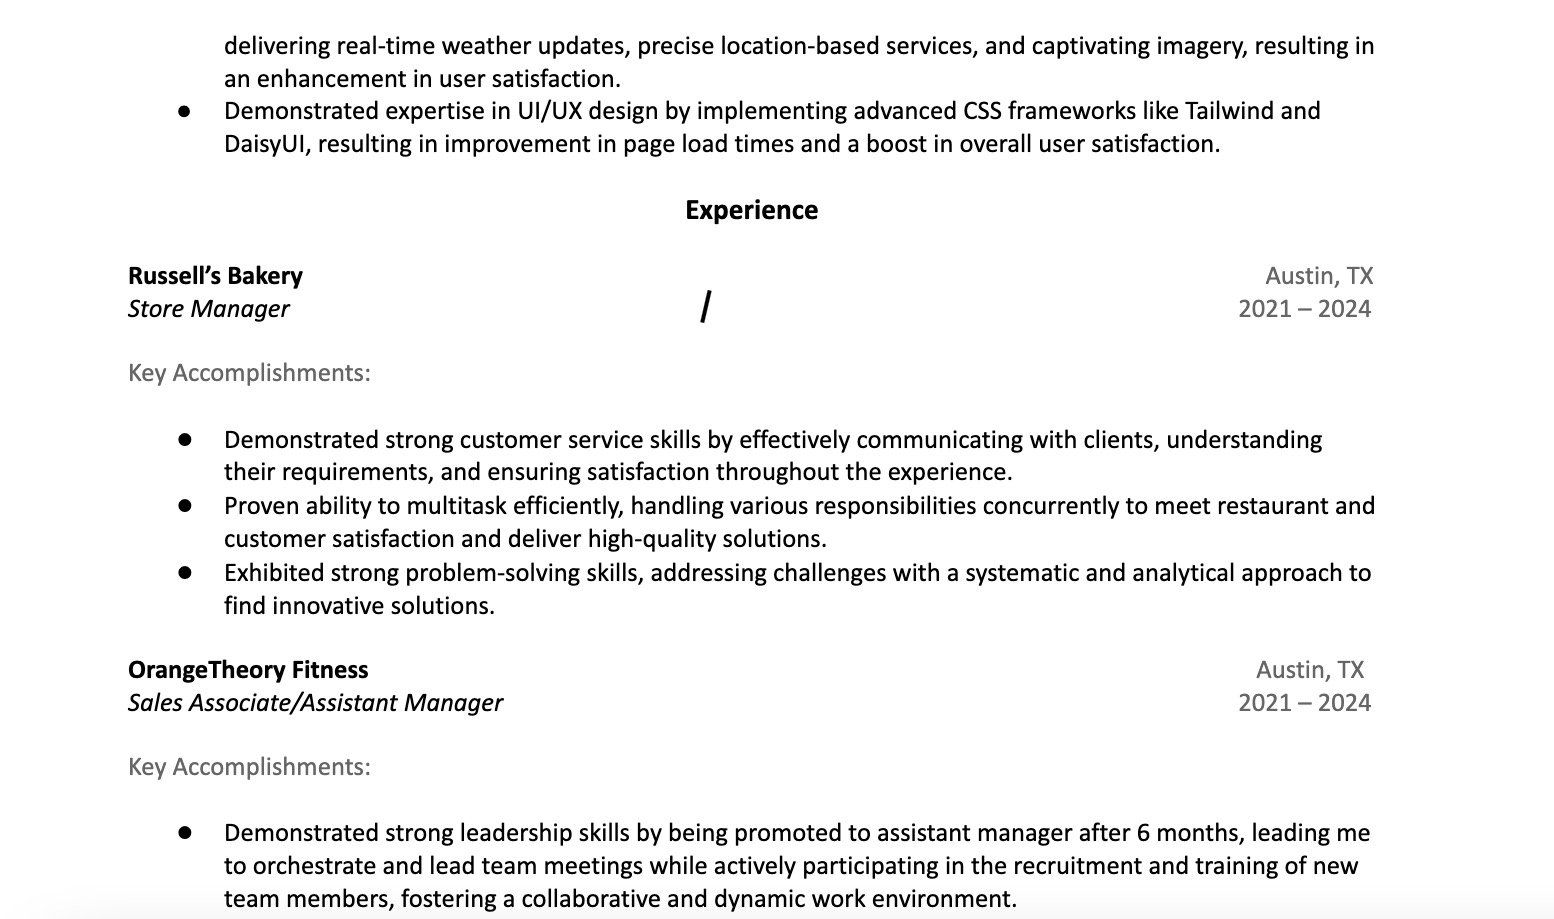 delivering real-time weather updates, precise location-based services, and captivating imagery, resulting in
an enhancement in user satisfaction.
● Demonstrated expertise in UI/UX design by implementing advanced CSS frameworks like Tailwind and
DaisyUI, resulting in improvement in page load times and a boost in overall user satisfaction.
Experience
Russell’s Bakery Austin, TX
Store Manager 2021 – 2024
Key Accomplishments:
● Demonstrated strong customer service skills by effectively communicating with clients, understanding
their requirements, and ensuring satisfaction throughout the experience.
● Proven ability to multitask efficiently, handling various responsibilities concurrently to meet restaurant and
customer satisfaction and deliver high-quality solutions.
● Exhibited strong problem-solving skills, addressing challenges with a systematic and analytical approach to
find innovative solutions.
OrangeTheory Fitness Austin, TX
Sales Associate/Assistant Manager 2021 – 2024
Key Accomplishments:
● Demonstrated strong leadership skills by being promoted to assistant manager after 6 months, leading me
to orchestrate and lead team meetings while actively participating in the recruitment and training of new
team members, fostering a collaborative and dynamic work environment.